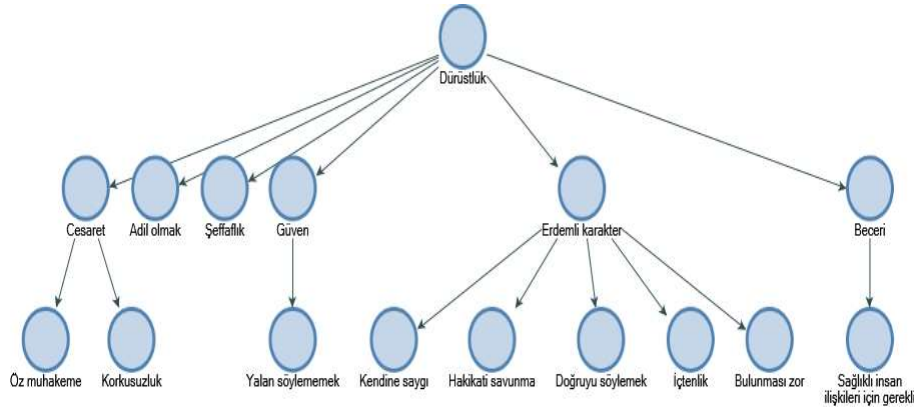 Dürüstlük
Cesaret
Adil olmak
Şeffaflık
Güven
Erdemli karakter
Beceri
Öz muhakeme
Korkusuzluk
Yalan söylememek
Kendine saygı
Hakikati savunma
Doğruyu söylemek
İçtenlik
Bulunması zor
Sağlıklı insan
ilişkileri için gerekli